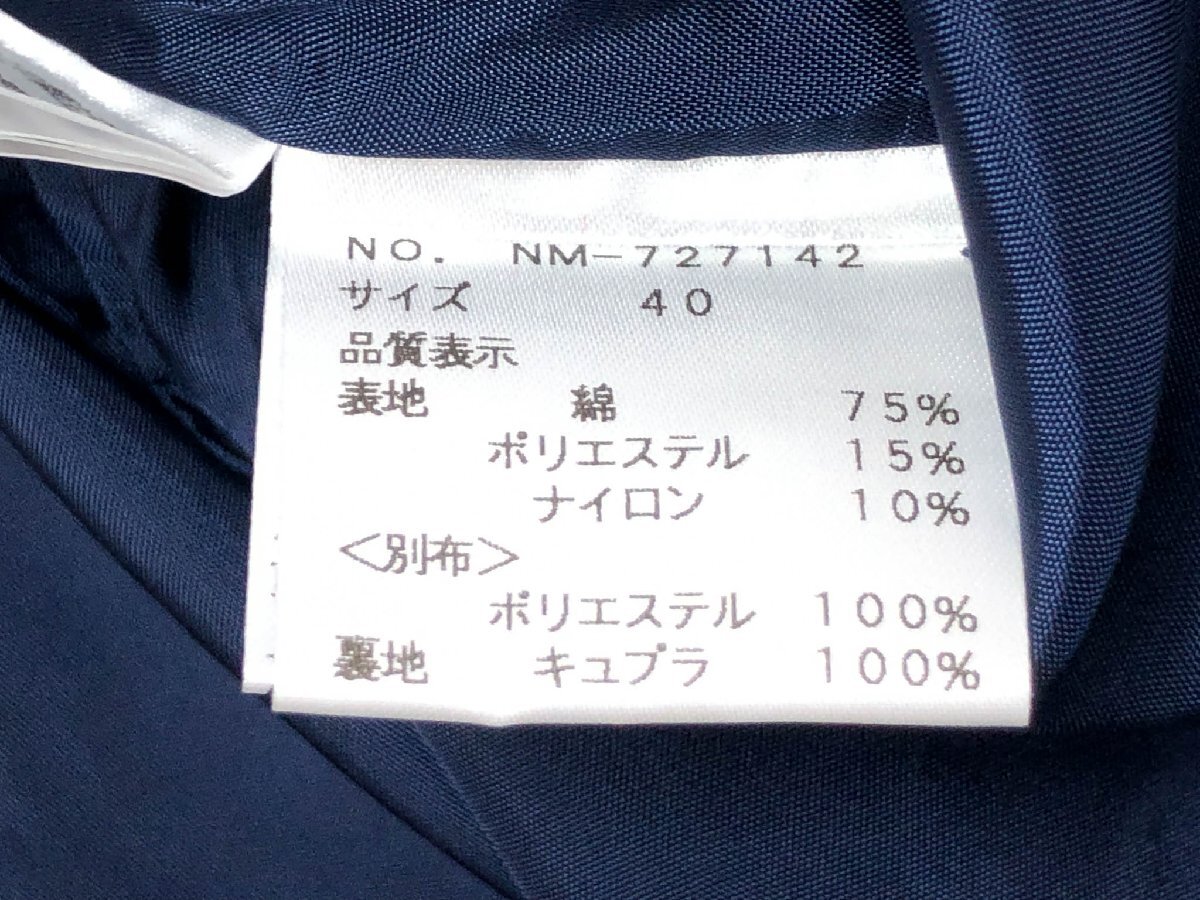 NO. NM-727142
サイズ 40
品質表示
表地 綿 75%
ポリエステル 15%
ナイロン 10%
<別布>
ポリエステル 100%
裏地 キュプラ 100%